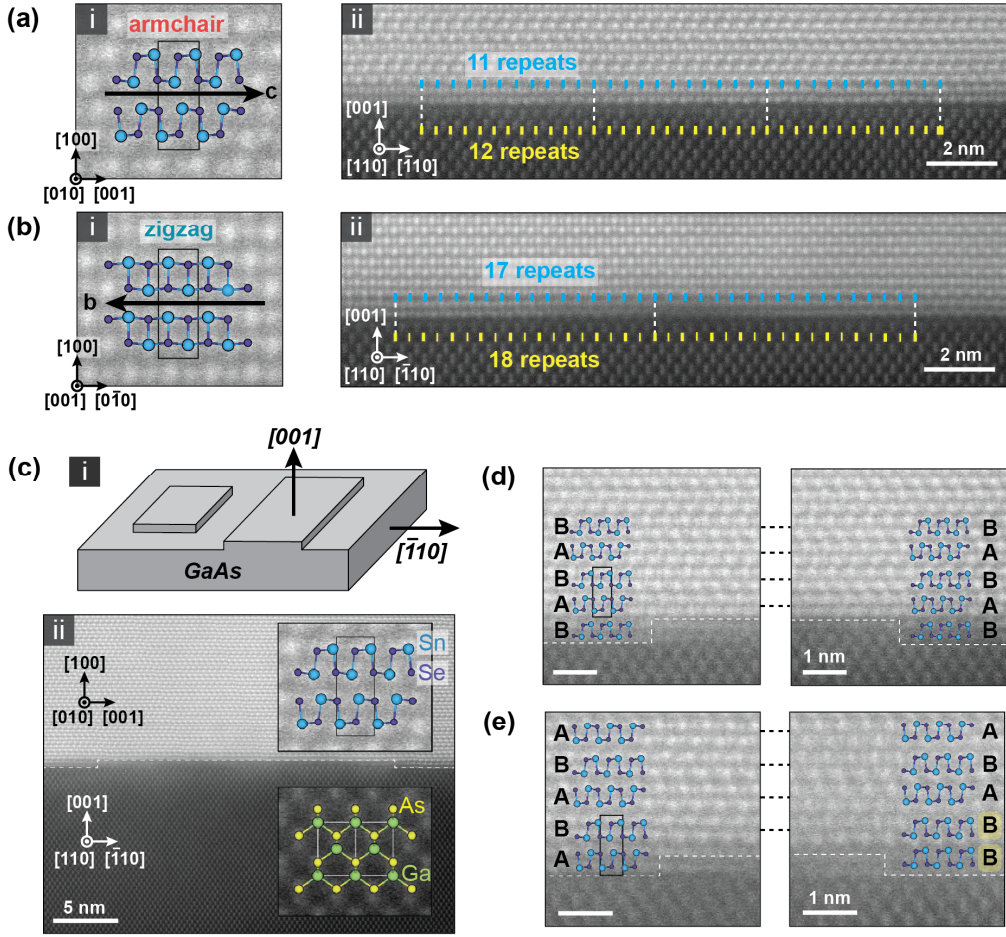 (a)
i
armchair
c
[100]
[010] [001]
ii
11 repeats
[001]
[110] [1̄10]
12 repeats
2 nm
(b)
i
zigzag
b
[100]
[001] [01̄0]
ii
17 repeats
[001]
[110] [1̄10]
18 repeats
2 nm
(c)
i
[001]
[1̄10]
GaAs
ii
[100]
[010] [001]
Sn
Se
[001]
[110] [1̄10]
As
Ga
5 nm
(d)
B
A
B
A
B
B
A
B
A
B
1 nm
(e)
A
B
A
B
A
A
B
A
B
B
1 nm